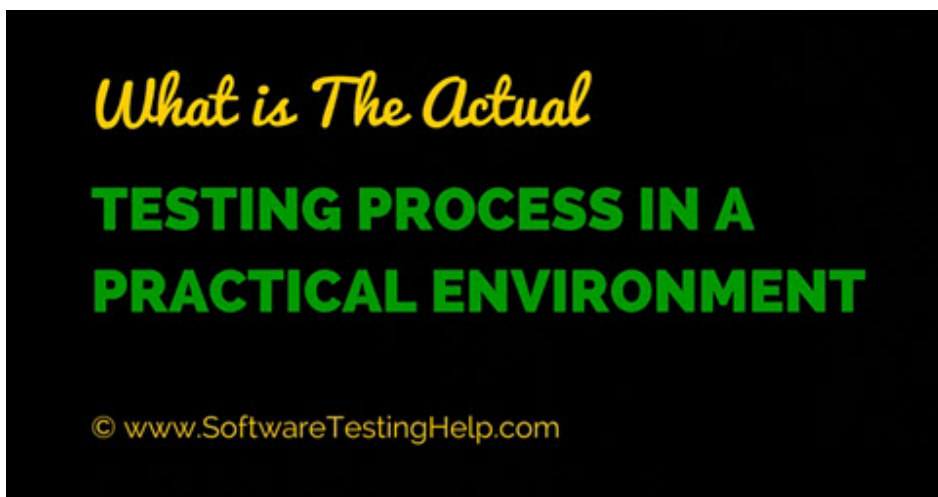 What is The Actual
TESTING PROCESS IN A
PRACTICAL ENVIRONMENT
© www.SoftwareTestingHelp.com